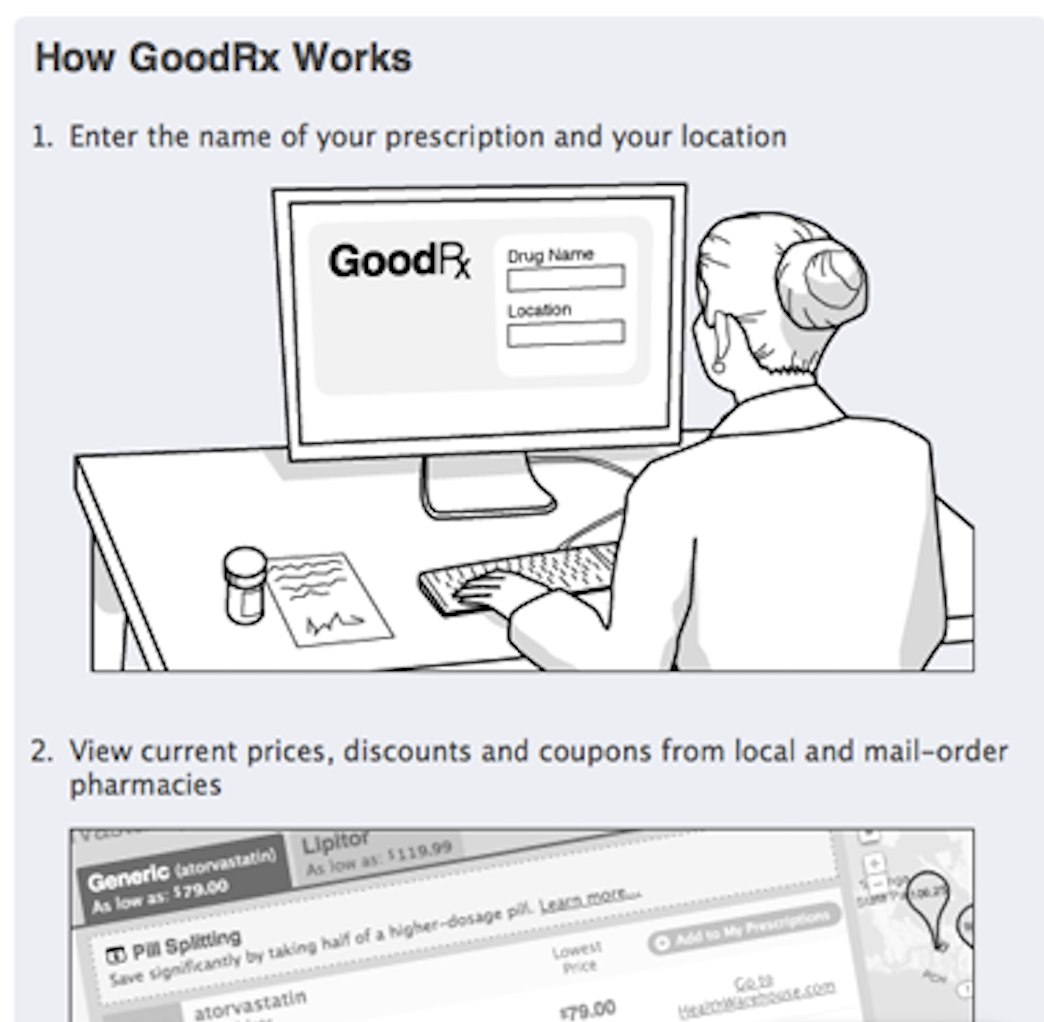 How GoodRx Works
1. Enter the name of your prescription and your location
GoodRx
Drug Name
Location
2. View current prices, discounts and coupons from local and mail-order
pharmacies
Lipitor
As low as: $119.99
Generic (atorvastatin)
As low as: $79.00
Pill Splitting
Save significantly by taking half of a higher-dosage pill. Learn more...
+ Add to My Prescriptions
Lowest
Price
atorvastatin
$79.00
Go to
HealthWarehouse.com